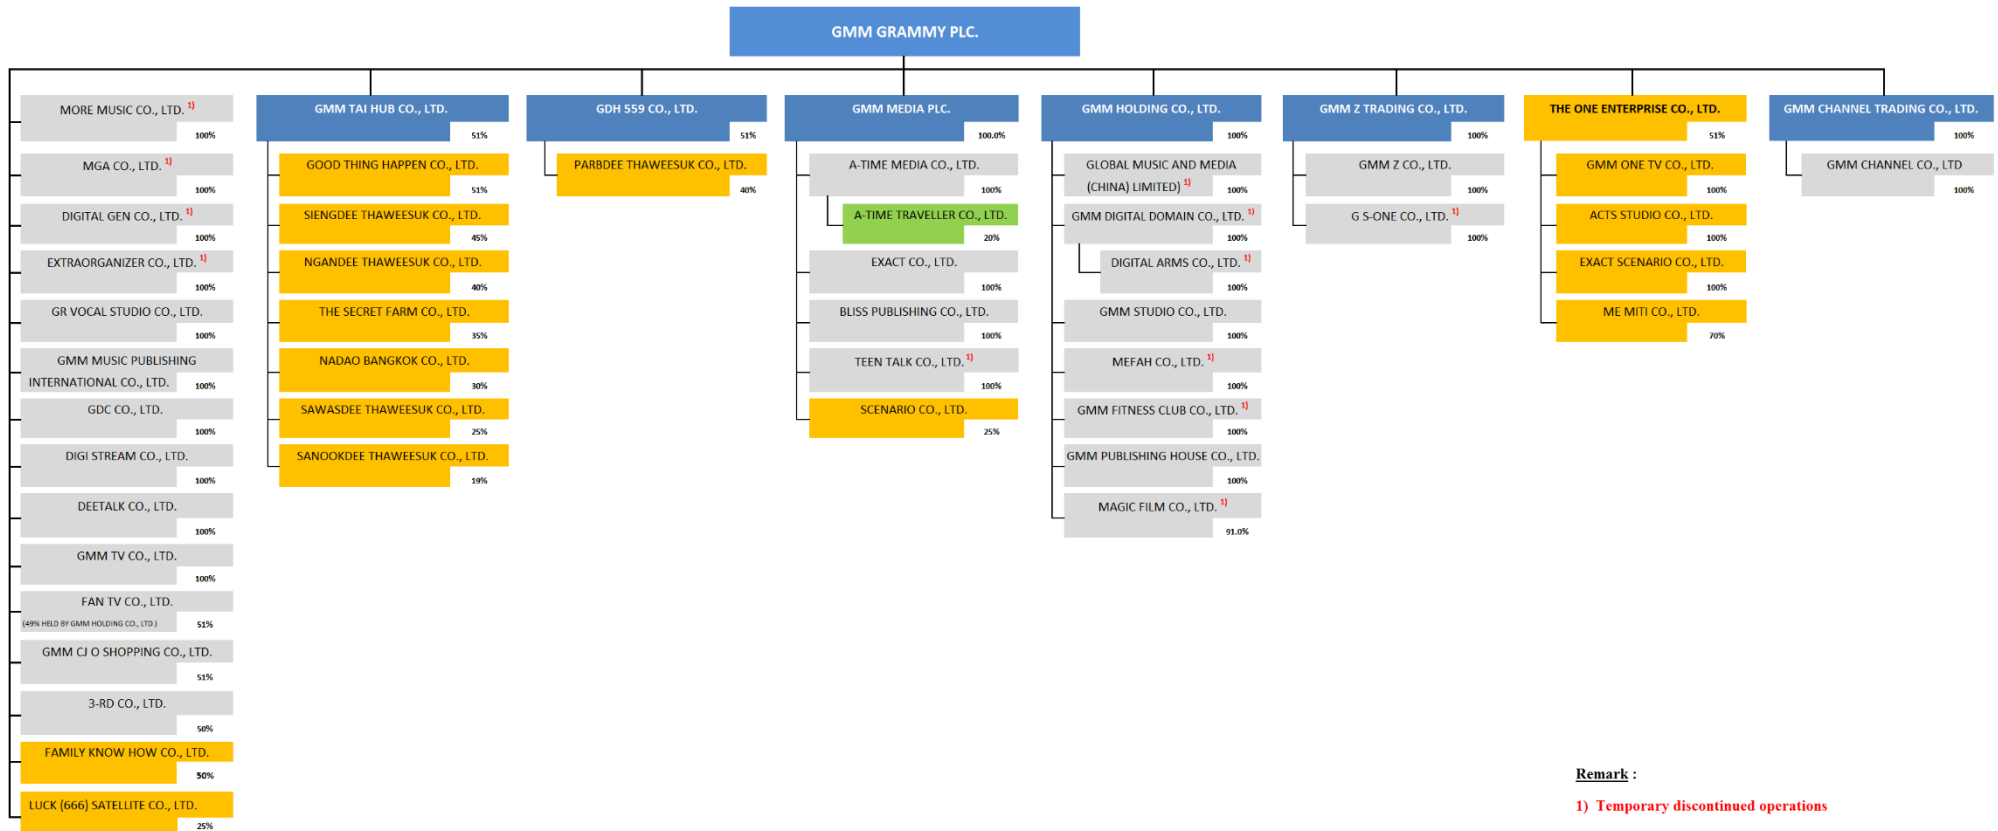 GMM GRAMMY PLC.
MORE MUSIC CO., LTD. 1)
100%
MGA CO., LTD. 1)
100%
DIGITAL GEN CO., LTD. 1)
100%
EXTRAORGANIZER CO., LTD. 1)
100%
GR VOCAL STUDIO CO., LTD.
100%
GMM MUSIC PUBLISHING
INTERNATIONAL CO., LTD.
100%
GDC CO., LTD.
100%
DIGI STREAM CO., LTD.
100%
DEETALK CO., LTD.
100%
GMM TV CO., LTD.
100%
FAN TV CO., LTD.
(49% HELD BY GMM HOLDING CO., LTD.)
51%
GMM CJ O SHOPPING CO., LTD.
51%
3-RD CO., LTD.
50%
FAMILY KNOW HOW CO., LTD.
50%
LUCK (666) SATELLITE CO., LTD.
25%
GMM TAI HUB CO., LTD.
51%
GOOD THING HAPPEN CO., LTD.
51%
SIENGDEE THAWEESUK CO., LTD.
45%
NGANDEE THAWEESUK CO., LTD.
40%
THE SECRET FARM CO., LTD.
35%
NADAO BANGKOK CO., LTD.
30%
SAWASDEE THAWEESUK CO., LTD.
25%
SANOOKDEE THAWEESUK CO., LTD.
19%
GDH 559 CO., LTD.
51%
PARBDEE THAWEESUK CO., LTD.
40%
GMM MEDIA PLC.
100.0%
A-TIME MEDIA CO., LTD.
100%
A-TIME TRAVELLER CO., LTD.
20%
EXACT CO., LTD.
100%
BLISS PUBLISHING CO., LTD.
100%
TEEN TALK CO., LTD. 1)
100%
SCENARIO CO., LTD.
25%
GMM HOLDING CO., LTD.
100%
GLOBAL MUSIC AND MEDIA
(CHINA) LIMITED) 1)
100%
GMM DIGITAL DOMAIN CO., LTD. 1)
100%
DIGITAL ARMS CO., LTD. 1)
100%
GMM STUDIO CO., LTD.
100%
MEFAH CO., LTD. 1)
100%
GMM FITNESS CLUB CO., LTD. 1)
100%
GMM PUBLISHING HOUSE CO., LTD.
100%
MAGIC FILM CO., LTD. 1)
91.0%
GMM Z TRADING CO., LTD.
100%
GMM Z CO., LTD.
100%
G S-ONE CO., LTD. 1)
100%
THE ONE ENTERPRISE CO., LTD.
51%
GMM ONE TV CO., LTD.
100%
ACTS STUDIO CO., LTD.
100%
EXACT SCENARIO CO., LTD.
100%
ME MITI CO., LTD.
70%
GMM CHANNEL TRADING CO., LTD.
100%
GMM CHANNEL CO., LTD
100%
Remark :
1) Temporary discontinued operations